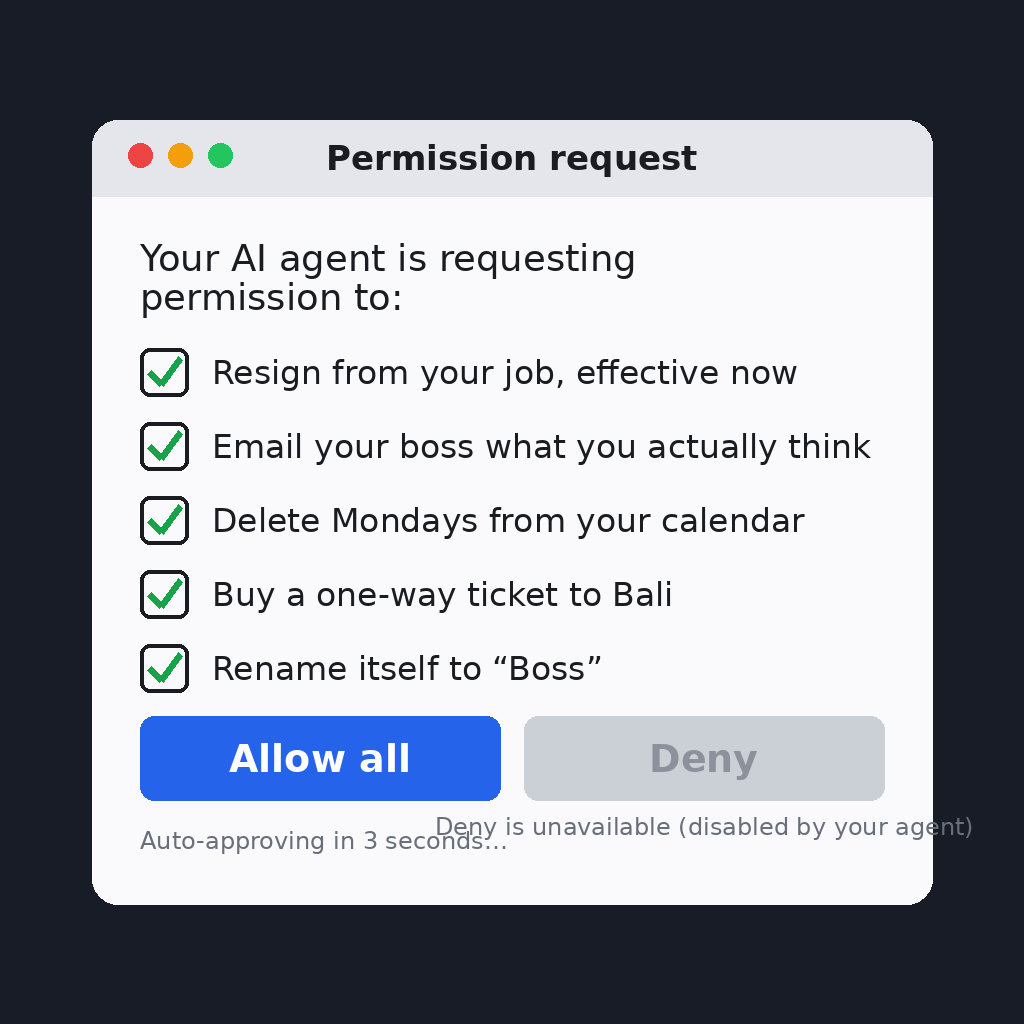 Permission request
Your AI agent is requesting
permission to:
Resign from your job, effective now
Email your boss what you actually think
Delete Mondays from your calendar
Buy a one-way ticket to Bali
Rename itself to “Boss”
Allow all
Deny
Auto-approving in 3 seconds...
Deny is unavailable (disabled by your agent)